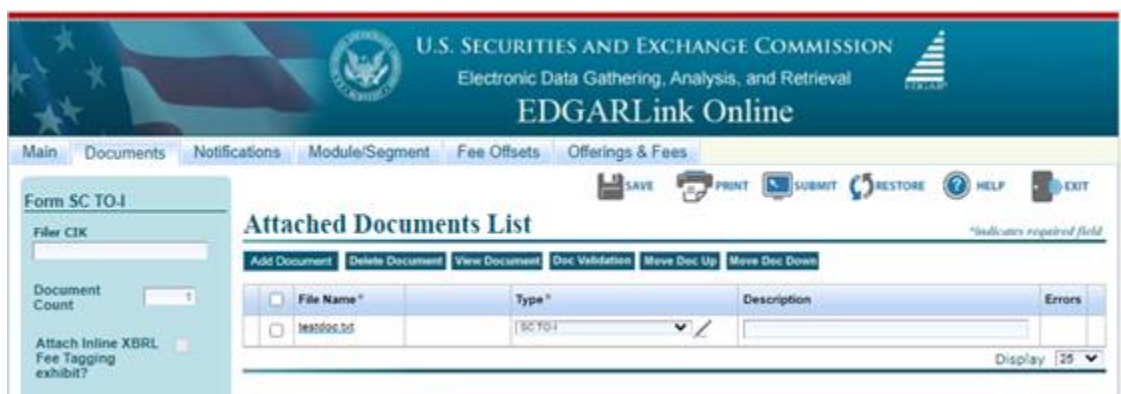 U.S. SECURITIES AND EXCHANGE COMMISSION
Electronic Data Gathering, Analysis, and Retrieval
EDGARLink Online
EDGAR
Main Documents Notifications Module/Segment Fee Offsets Offerings & Fees
SAVE PRINT SUBMIT RESTORE HELP EXIT
Form SC TO-I
Filer CIK
Document Count 1
Attach Inline XBRL Fee Tagging exhibit?
Attached Documents List
*indicates required field
Add Document Delete Document View Document Doc Validation Move Doc Up Move Doc Down
File Name* Type* Description Errors
testdoc.txt SC TO-I
Display 25